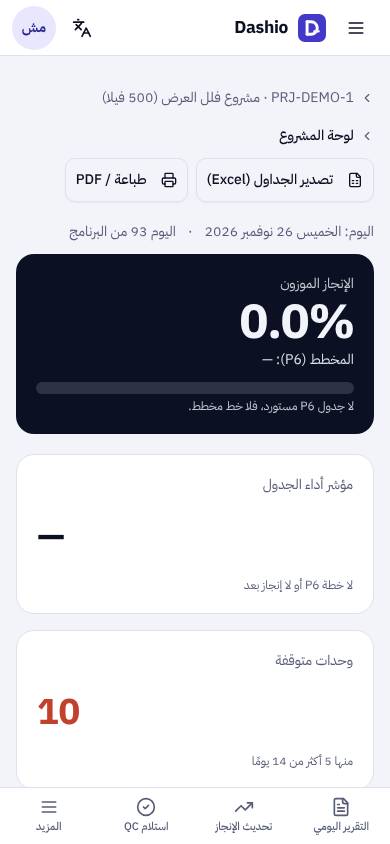 Dashio
مش
PRJ-DEMO-1 · مشروع فلل العرض (500 فيلا)
لوحة المشروع
تصدير الجداول (Excel)
طباعة / PDF
اليوم: الخميس 26 نوفمبر 2026 · اليوم 93 من البرنامج
الإنجاز الموزون
0.0%
المخطط (P6): —
لا جدول P6 مستورد، فلا خط مخطط.
مؤشر أداء الجدول
—
لا خطة P6 أو لا إنجاز بعد
وحدات متوقفة
10
منها 5 أكثر من 14 يومًا
التقرير اليومي
تحديث الإنجاز
استلام QC
المزيد